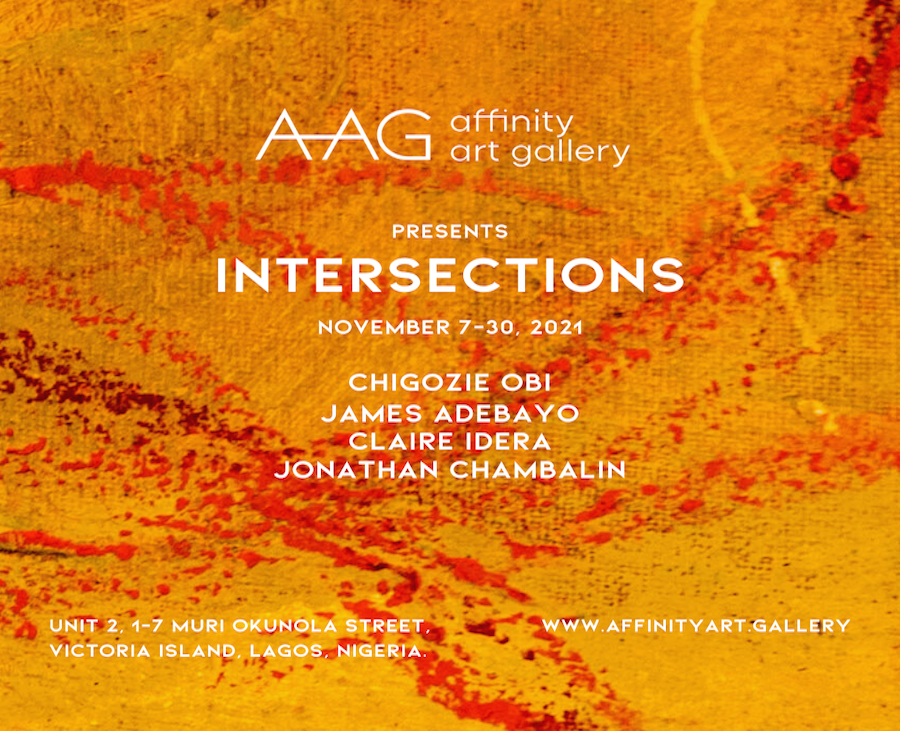 AAG affinity
art gallery
PRESENTS
INTERSECTIONS
NOVEMBER 7-30, 2021
CHIGOZIE OBI
JAMES ADEBAYO
CLAIRE IDERA
JONATHAN CHAMBALIN
UNIT 2, 1-7 MURI OKUNOLA STREET,
VICTORIA ISLAND, LAGOS, NIGERIA.
WWW.AFFINITYART.GALLERY